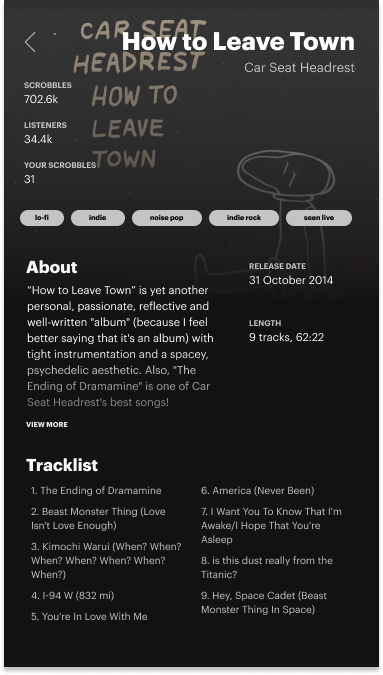 CAR SEAT
HEADREST
HOW TO
LEAVE
TOWN
How to Leave Town
Car Seat Headrest
SCROBBLES
702.6k
LISTENERS
34.4k
YOUR SCROBBLES
31
lo-fi
indie
noise pop
indie rock
seen live
About
"How to Leave Town" is yet another
personal, passionate, reflective and
well-written "album" (because I feel
better saying that it's an album) with
tight instrumentation and a spacey,
psychedelic aesthetic. Also, "The
Ending of Dramamine" is one of Car
Seat Headrest's best songs!
VIEW MORE
RELEASE DATE
31 October 2014
LENGTH
9 tracks, 62:22
Tracklist
1. The Ending of Dramamine
2. Beast Monster Thing (Love
Isn't Love Enough)
3. Kimochi Warui (When? When?
When? When? When? When?
When?)
4. I-94 W (832 mi)
5. You're In Love With Me
6. America (Never Been)
7. I Want You To Know That I'm
Awake/I Hope That You're
Asleep
8. is this dust really from the
Titanic?
9. Hey, Space Cadet (Beast
Monster Thing In Space)